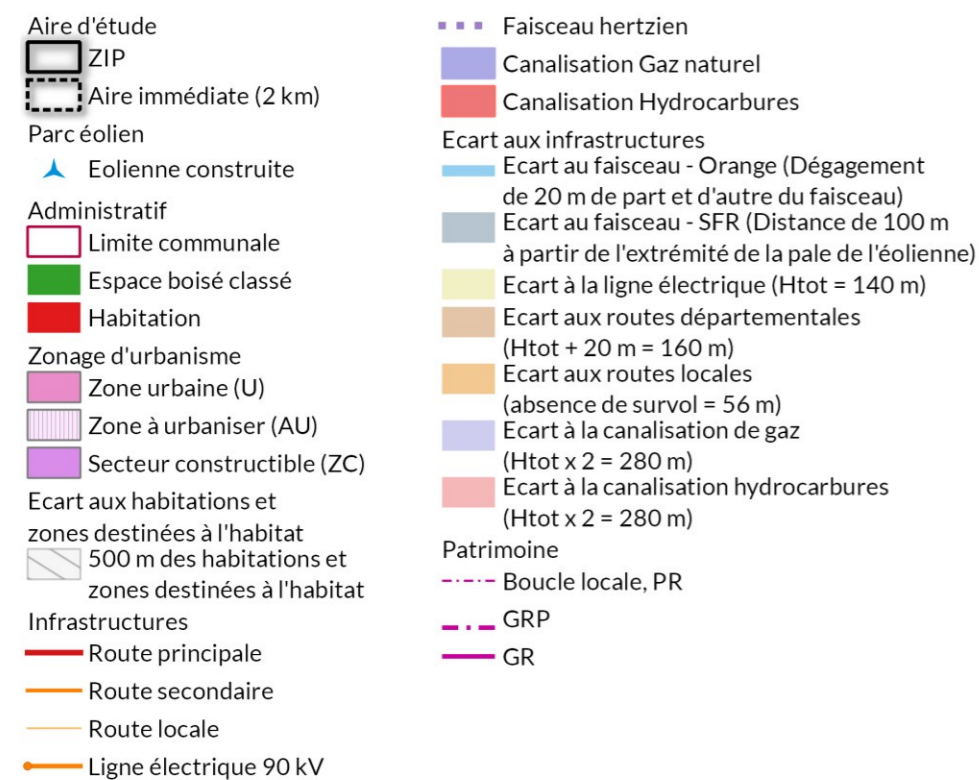 Aire d'étude
ZIP
Aire immédiate (2 km)
Parc éolien
Eolienne construite
Administratif
Limite communale
Espace boisé classé
Habitation
Zonage d'urbanisme
Zone urbaine (U)
Zone à urbaniser (AU)
Secteur constructible (ZC)
Ecart aux habitations et
zones destinées à l'habitat
500 m des habitations et
zones destinées à l'habitat
Infrastructures
Route principale
Route secondaire
Route locale
Ligne électrique 90 kV
Faisceau hertzien
Canalisation Gaz naturel
Canalisation Hydrocarbures
Ecart aux infrastructures
Ecart au faisceau - Orange (Dégagement
de 20 m de part et d'autre du faisceau)
Ecart au faisceau - SFR (Distance de 100 m
à partir de l'extrémité de la pale de l'éolienne)
Ecart à la ligne électrique (Htot = 140 m)
Ecart aux routes départementales
(Htot + 20 m = 160 m)
Ecart aux routes locales
(absence de survol = 56 m)
Ecart à la canalisation de gaz
(Htot x 2 = 280 m)
Ecart à la canalisation hydrocarbures
(Htot x 2 = 280 m)
Patrimoine
Boucle locale, PR
GRP
GR